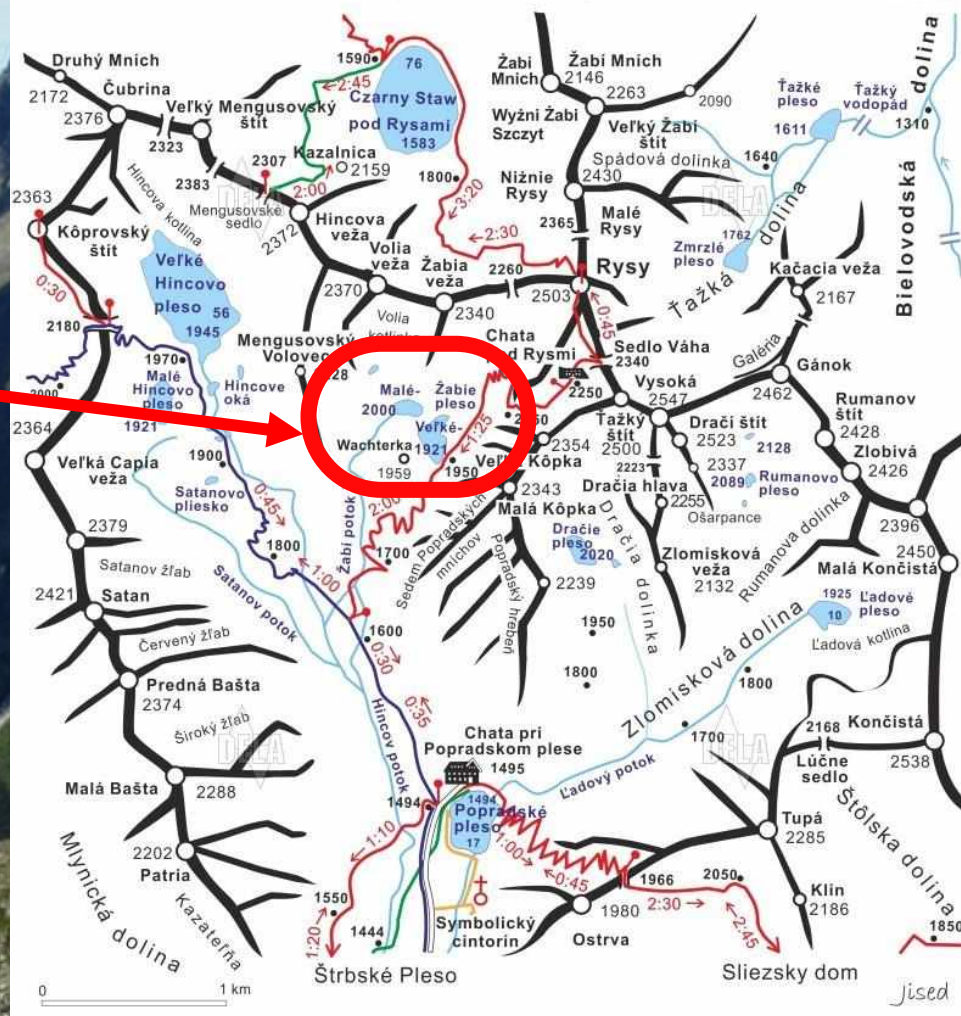 Druhý Mních
2172
Čubrina
2376
Veľký Mengusovský
štít
2323
2383
2307
Mengusovské
sedlo
Kazalnica
2159
1590
2:45
2:00
76
Czarny Staw
pod Rysami
1583
1800
3:20
2:30
Žabi
Mnich
Žabí Mních
2146
2263
2090
Wyżni Żabi
Szczyt
Veľký Žabí
štít
Spádová dolinka
Nižnie
Rysy
2430
2365
Malé
Rysy
Ťažké
pleso
1611
Ťažký
vodopád
1310
1640
Bielovodská dolina
Ťažká dolina
Zmrzlé
pleso
1762
Kačacia veža
2167
Galéria
Gánok
2462
Rumanov
štít
2428
Zlobivá
2426
2396
2450
Malá Končistá
2363
Kôprovský
štít
0:30
2180
2000
2364
Hincova kotlina
Veľké
Hincovo
pleso
56
1945
1970
Malé
Hincovo
pleso
1921
Hincove
oká
1900
Hincova
veža
2372
Volia
veža
2370
Žabia
veža
2340
2260
Rysy
2503
0:45
Sedlo Váha
2340
Volia
Mengusovský
Chata
2250
Malé-
2000
Žabie
pleso
Veľké-
1921
1950
1:25
Wachterka
1959
2:00
Vysoká
2547
Ťažký
štít
2500
Dračí štít
2523
2223
2337
2128
2089
Rumanovo
pleso
Ošarpance
2354
2343
Malá Kôpka
Dračia hlava
2255
Dračie
pleso
2020
Dračia dolinka
Zlomisková
veža
2132
Rumanova dolinka
Veľká Capia
veža
2379
Satanovo
pliesko
0:45
1800
1:00
Satanov žľab
2421
Satan
Satanov potok
Žabí potok
1700
Sedem Popradských
mníchov
Popradský hrebeň
2239
1950
1800
1600
0:30
0:35
Červený žľab
Predná Bašta
2374
Široký žľab
Malá Bašta
2288
2202
Patria
Kazateľňa
Mlynická dolina
Hincov potok
1925
Ľadové
pleso
10
Ľadová kotlina
1800
Zlomisková dolina
1700
Ľadový potok
2168
Lúčne
sedlo
Končistá
2538
Chata pri
Popradskom plese
1495
1494
1494
Popradské
pleso
17
1:10
1:20
1550
1444
1:00
0:45
1966
1980
Ostrva
2:30
2050
2:45
Tupá
2285
Klin
2186
Štôlska dolina
1850
Symbolický
cintorín
Štrbské Pleso
Sliezsky dom
0
1 km
DELA
DELA
DELA
DELA
jised